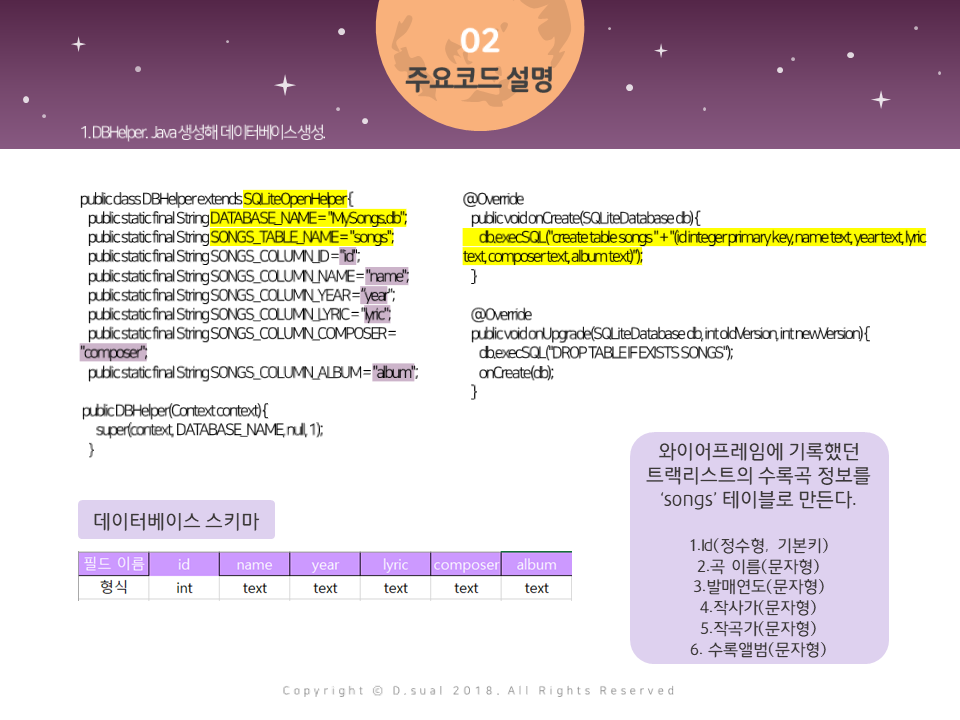 02
주요코드 설명
1. DBHelper. Java 생성해 데이터베이스 생성.
public class DBHelper extends SQLiteOpenHelper {
public static final String DATABASE_NAME = "MySongs.db";
public static final String SONGS_TABLE_NAME = "songs";
public static final String SONGS_COLUMN_ID = "id";
public static final String SONGS_COLUMN_NAME = "name";
public static final String SONGS_COLUMN_YEAR = "year";
public static final String SONGS_COLUMN_LYRIC = "lyric";
public static final String SONGS_COLUMN_COMPOSER =
"composer";
public static final String SONGS_COLUMN_ALBUM = "album";
public DBHelper(Context context) {
super(context, DATABASE_NAME, null, 1);
}
@Override
public void onCreate(SQLiteDatabase db) {
db.execSQL("create table songs " + "(id integer primary key, name text, year text, lyric
text, composer text, album text)");
}
@Override
public void onUpgrade(SQLiteDatabase db, int oldVersion, int newVersion) {
db.execSQL("DROP TABLE IF EXISTS SONGS");
onCreate(db);
}
데이터베이스 스키마
필드 이름 id name year lyric composer album
형식 int text text text text text
와이어프레임에 기록했던
트랙리스트의 수록곡 정보를
‘songs’ 테이블로 만든다.
1.Id(정수형, 기본키)
2.곡 이름(문자형)
3.발매연도(문자형)
4.작사가(문자형)
5.작곡가(문자형)
6. 수록앨범(문자형)
Copyright ⓒ D.sual 2018. All Rights Reserved